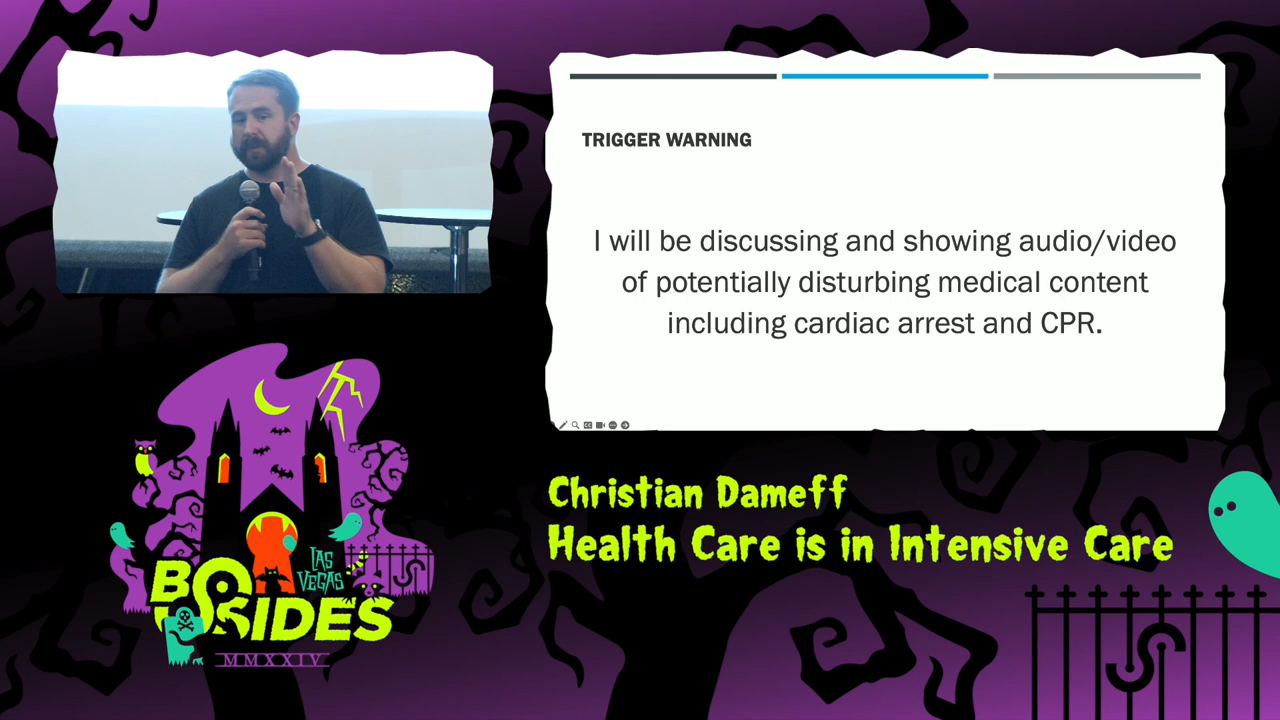 TRIGGER WARNING
I will be discussing and showing audio/video
of potentially disturbing medical content
including cardiac arrest and CPR.
Christian Dameff
Health Care is in Intensive Care
LAS
VEGAS
BSIDES
MMXXIV